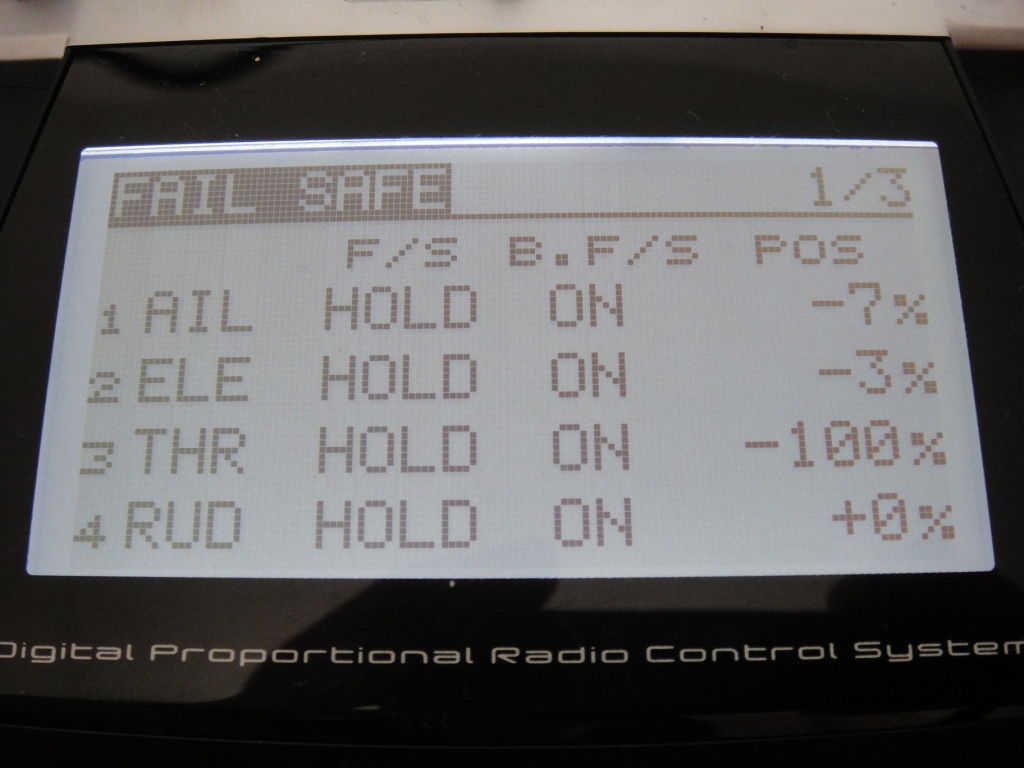 FAIL SAFE 1/3
F/S B.F/S POS
1 AIL HOLD ON -7%
2 ELE HOLD ON -3%
3 THR HOLD ON -100%
4 RUD HOLD ON +0%
Digital Proportional Radio Control System